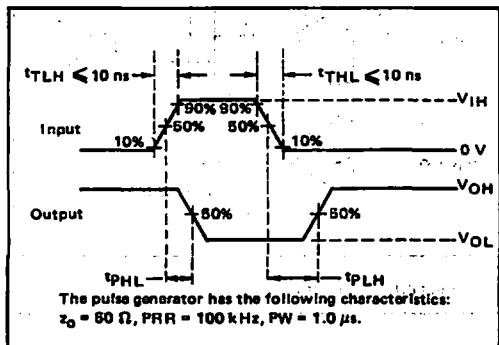 tTLH ≤ 10 ns
tTHL ≤ 10 ns
90% 90%
VIH
Input
50% 50%
10% 10%
0 V
VOH
Output
50% 50%
VOL
tPHL
tPLH
The pulse generator has the following characteristics:
zo = 50 Ω, PRR = 100 kHz, PW = 1.0 μs.